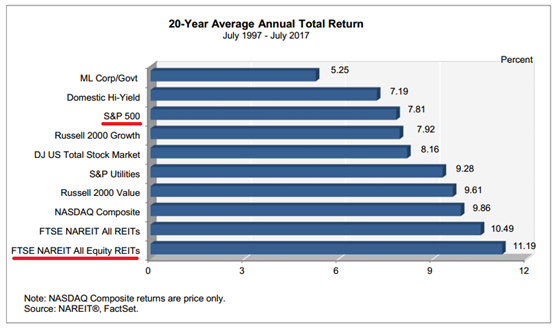 20-Year Average Annual Total Return
July 1997 - July 2017
Percent
ML Corp/Govt 5.25
Domestic Hi-Yield 7.19
S&P 500 7.81
Russell 2000 Growth 7.92
DJ US Total Stock Market 8.16
S&P Utilities 9.28
Russell 2000 Value 9.61
NASDAQ Composite 9.86
FTSE NAREIT All REITs 10.49
FTSE NAREIT All Equity REITs 11.19
0 3 6 9 12
Note: NASDAQ Composite returns are price only.
Source: NAREIT®, FactSet.